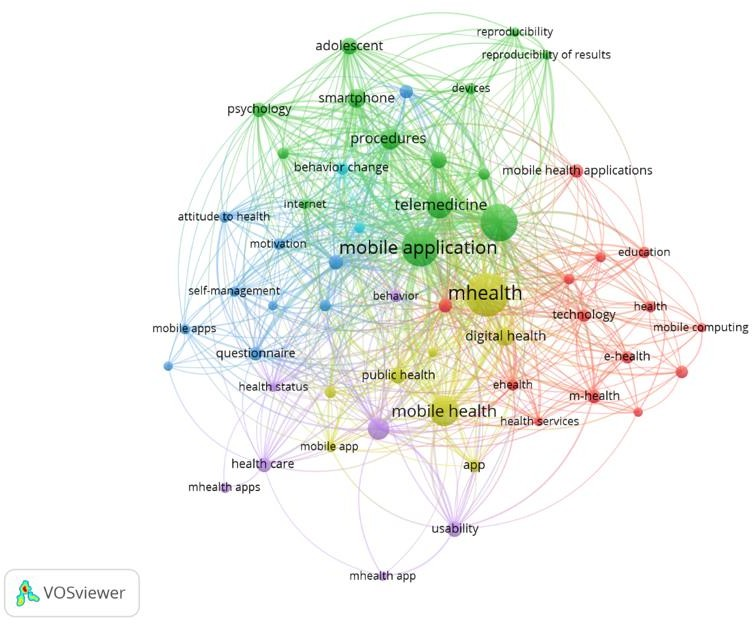 reproducibility
adolescent
reproducibility of results
devices
smartphone
psychology
procedures
behavior change
mobile health applications
internet
telemedicine
attitude to health
motivation
mobile application
education
self-management
behavior
mhealth
health
technology
mobile computing
mobile apps
digital health
questionnaire
e-health
public health
health status
ehealth
m-health
mobile health
health services
mobile app
health care
app
mhealth apps
usability
mhealth app
VOSviewer